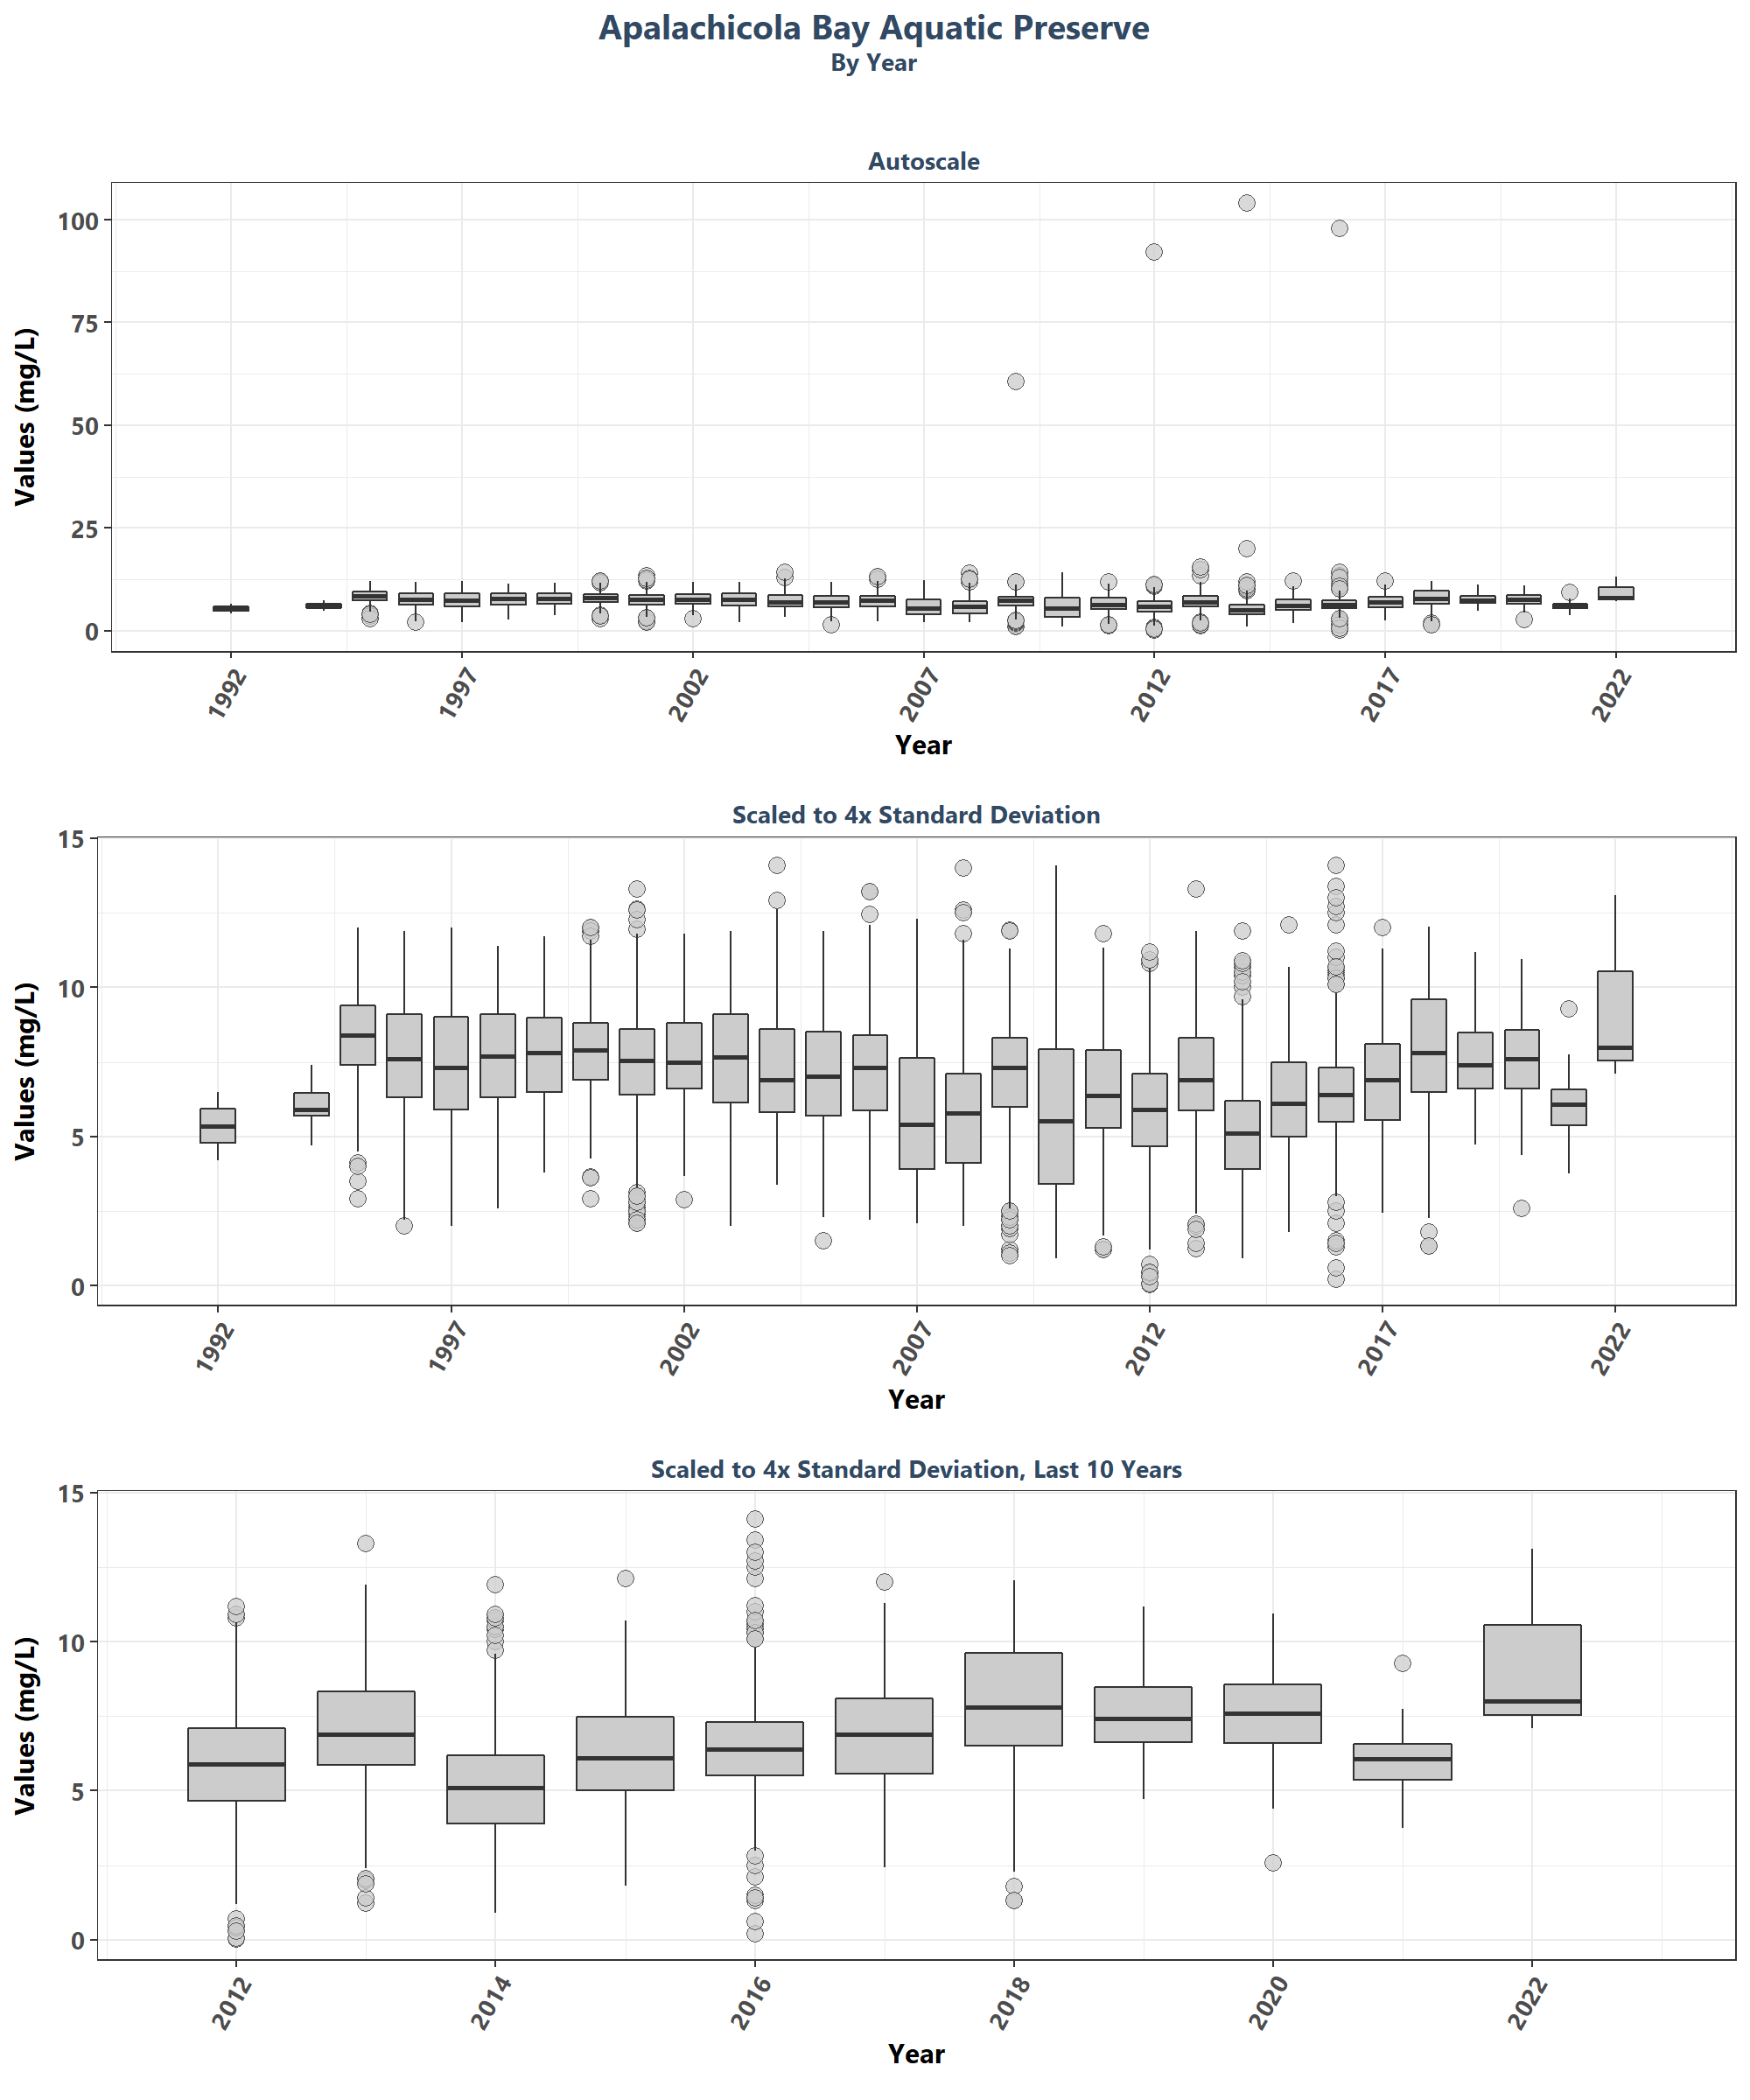 Apalachicola Bay Aquatic Preserve
By Year
Autoscale
Values (mg/L)
100
75
50
25
0
1992 1997 2002 2007 2012 2017 2022
Year
Scaled to 4x Standard Deviation
Values (mg/L)
15
10
5
0
1992 1997 2002 2007 2012 2017 2022
Year
Scaled to 4x Standard Deviation, Last 10 Years
Values (mg/L)
15
10
5
0
2012 2014 2016 2018 2020 2022
Year